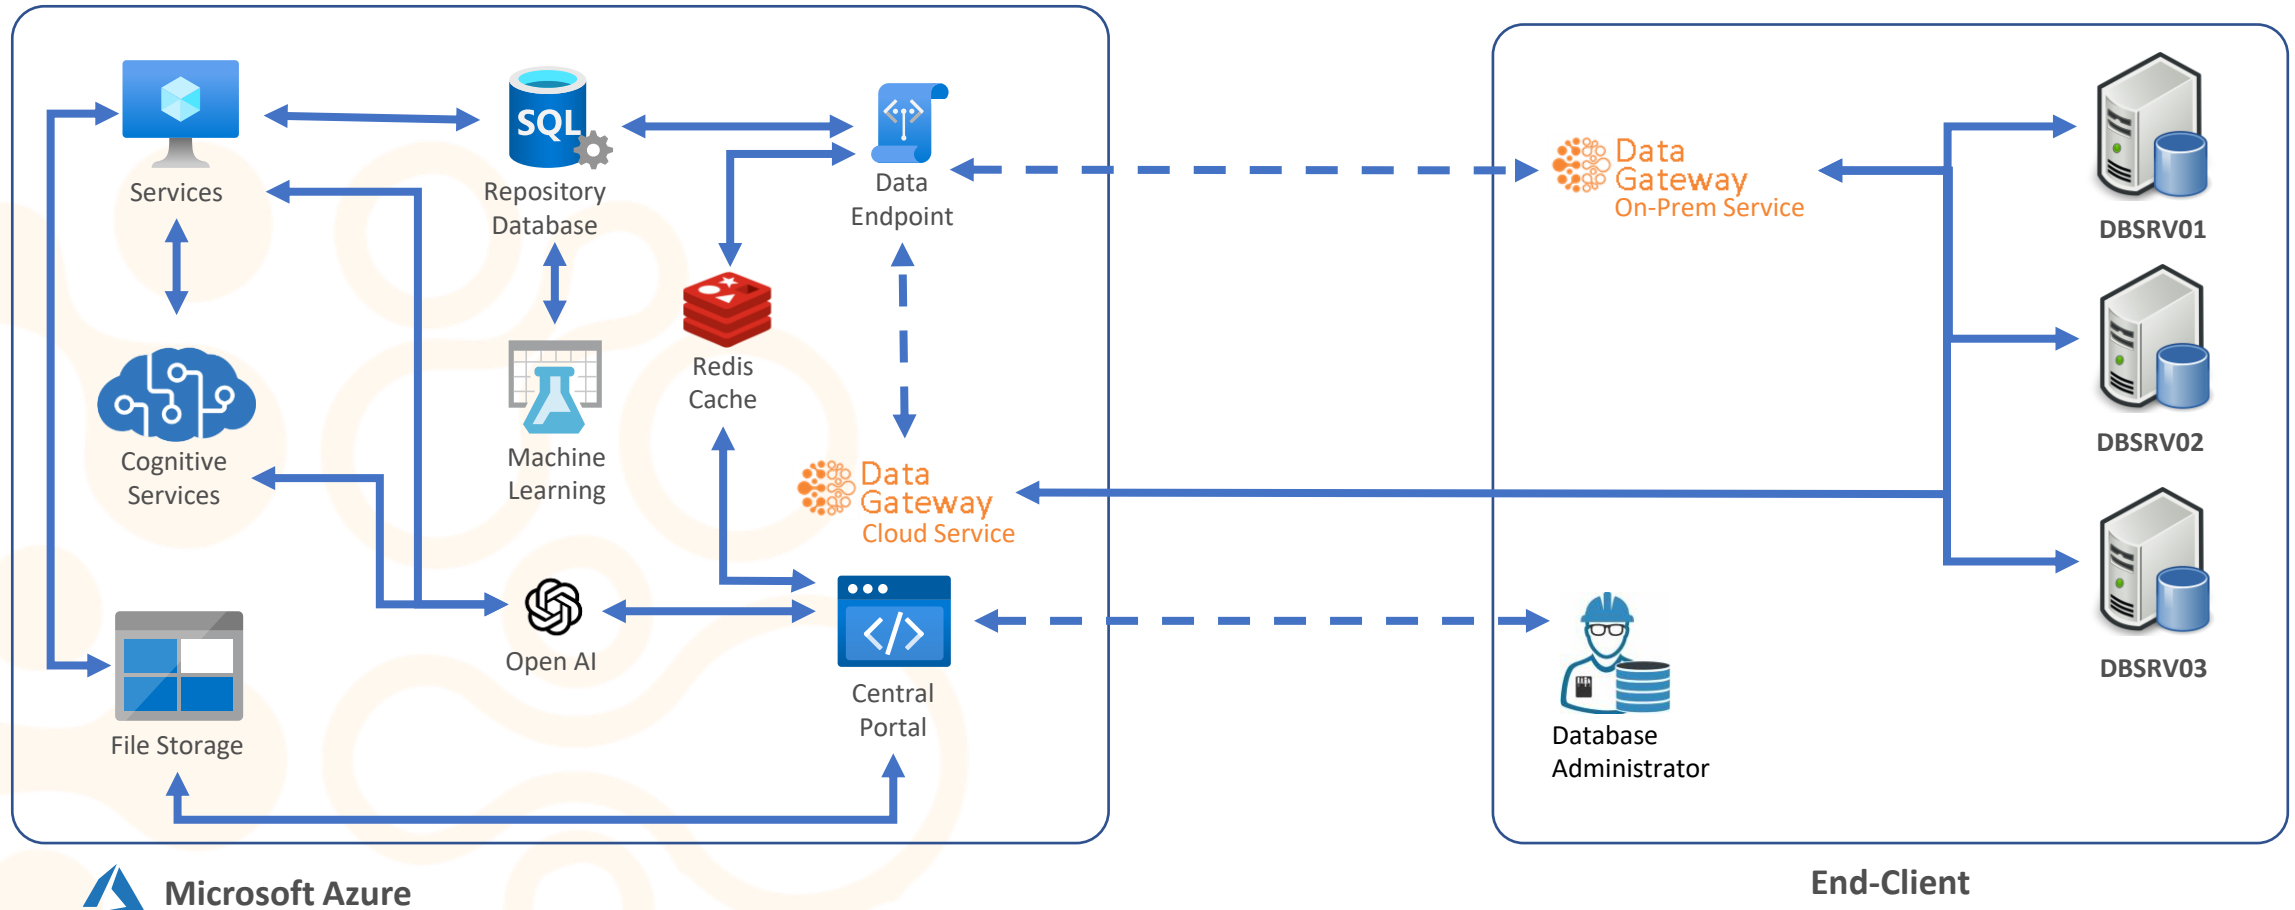 Services
SQL
Repository
Database
Data
Endpoint
Data
Gateway
On-Prem Service
DBSRV01
Redis
Cache
DBSRV02
Cognitive
Services
Machine
Learning
Data
Gateway
Cloud Service
Open AI
DBSRV03
File Storage
Central
Portal
Database
Administrator
Microsoft Azure
End-Client